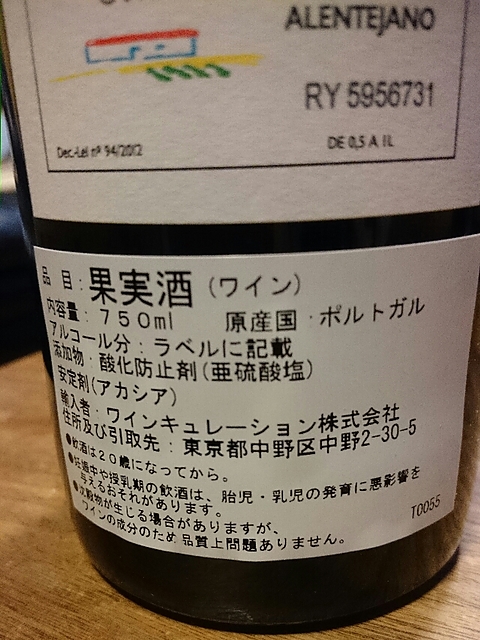 ALENTEJANO
RY 5956731
Dec-Lei nº 94/2012
DE 0,5 A 1L
品 目:果実酒(ワイン)
内容量:750ml 原産国:ポルトガル
アルコール分:ラベルに記載
添加物:酸化防止剤(亜硫酸塩)
安定剤(アカシア)
輸入者:ワインキュレーション株式会社
住所及び引取先:東京都中野区中野2-30-5
●飲酒は20歳になってから。
●妊娠中や授乳期の飲酒は、胎児・乳児の発育に悪影響を
与えるおそれがあります。
●沈殿物が生じる場合がありますが、
ワインの成分のため品質上問題ありません。
T0055